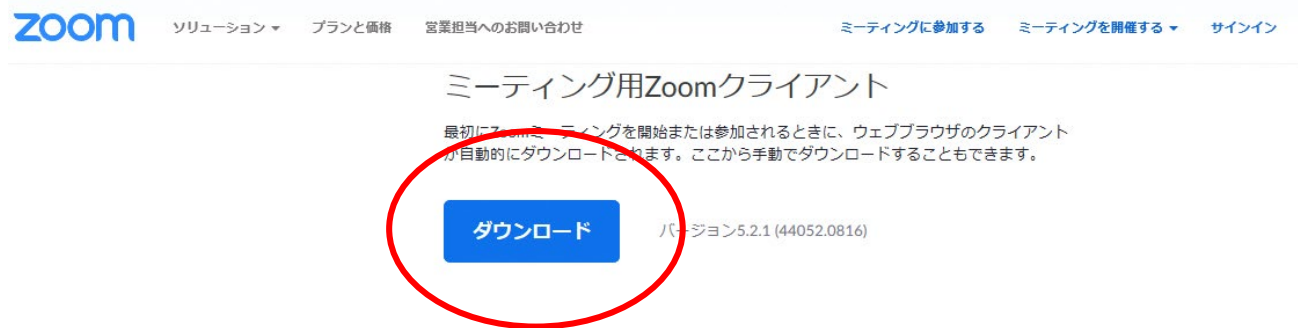 zoom ソリューション プランと価格 営業担当へのお問い合わせ ミーティングに参加する ミーティングを開催する サインイン
ミーティング用Zoomクライアント
最初にZoomミーティングを開始または参加されるときに、ウェブブラウザのクライアント
が自動的にダウンロードされます。ここから手動でダウンロードすることもできます。
ダウンロード バージョン5.2.1 (44052.0816)